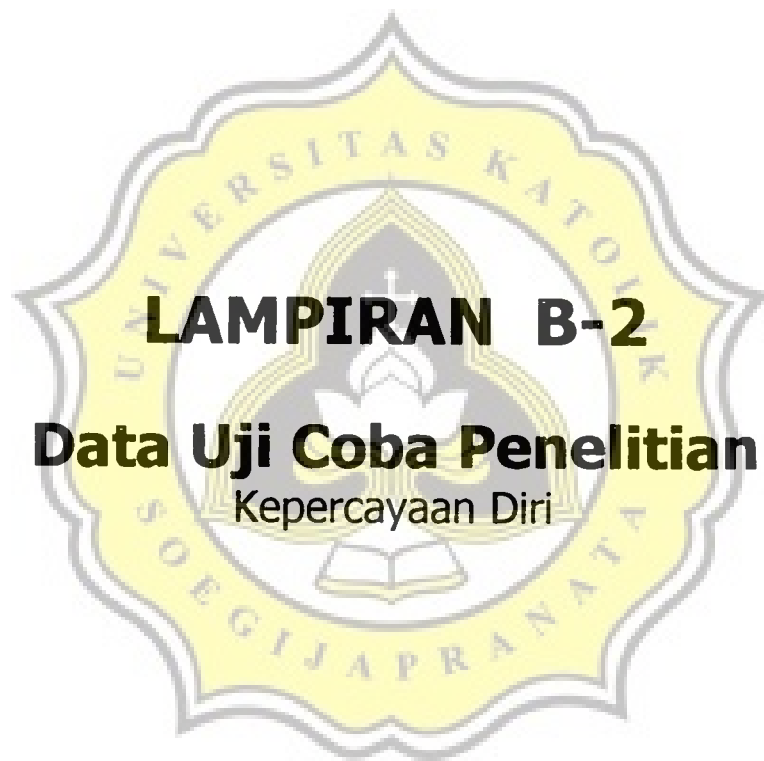 UNIVERSITAS KATOLIK
LAMPIRAN B-2
Data Uji Coba Penelitian
Kepercayaan Diri
SOEGIJAPRANATA